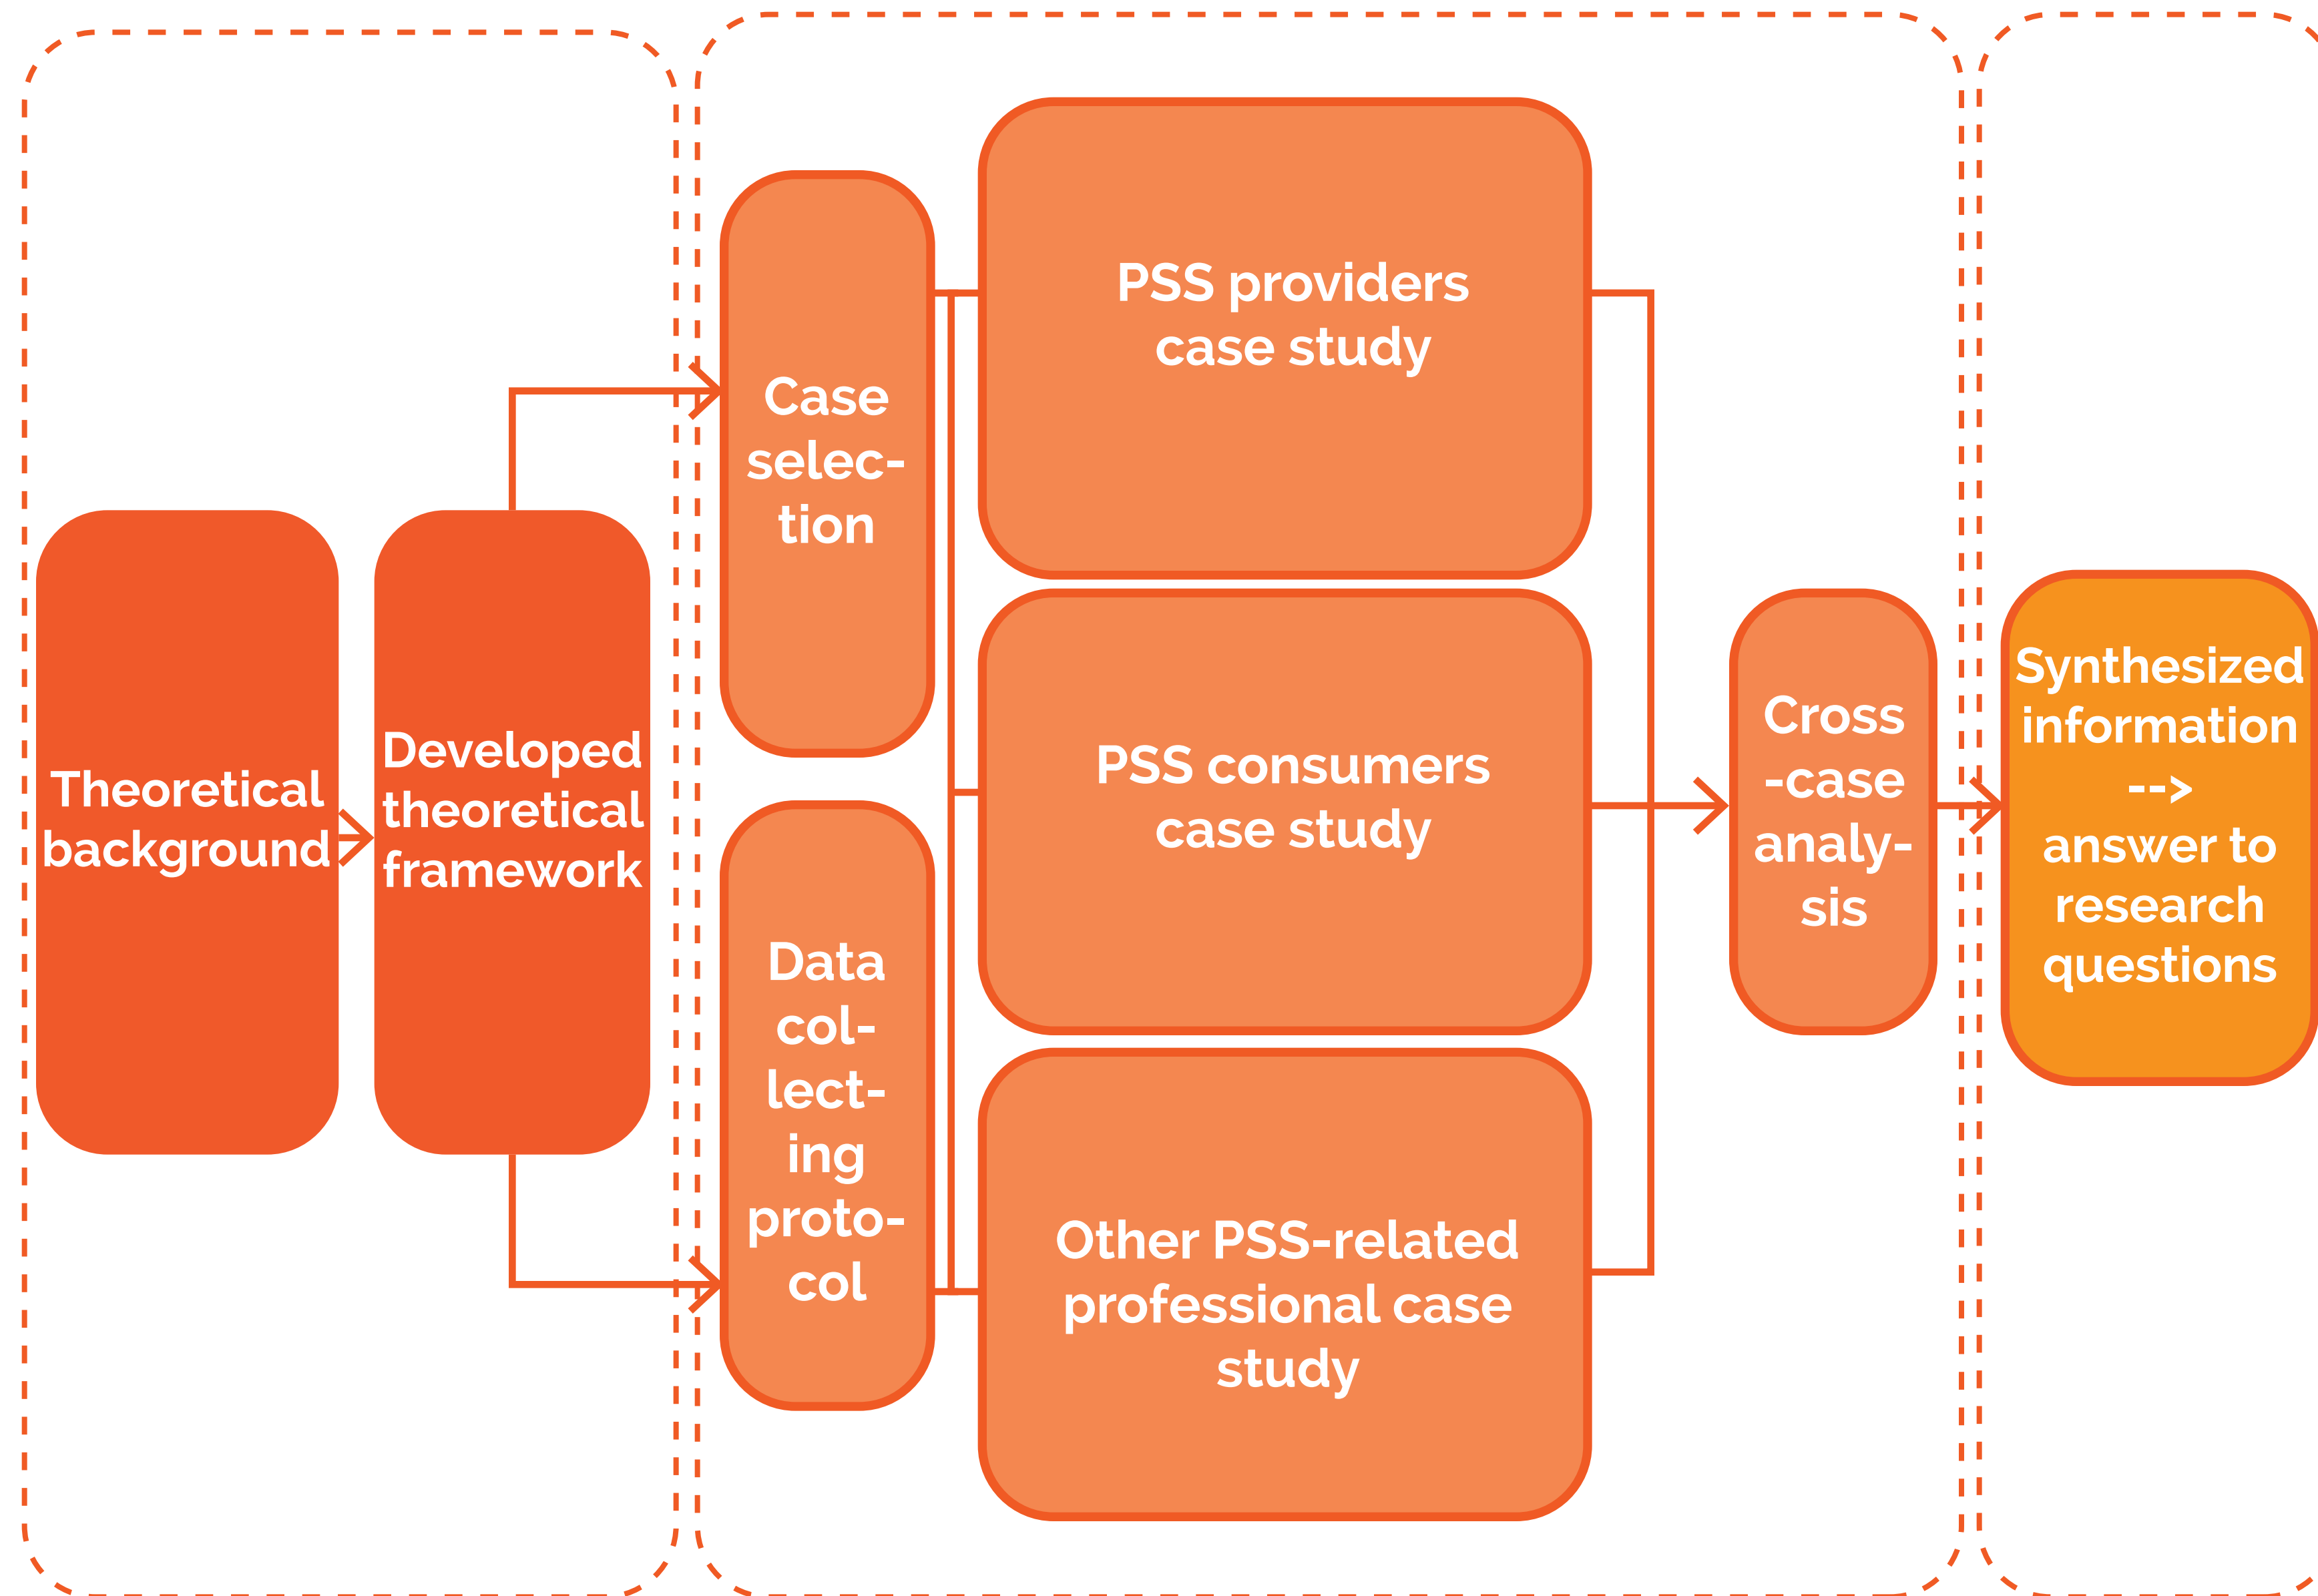 Theoretical
background
Developed
theoretical
framework
Case
selec-
tion
Data
col-
lect-
ing
proto-
col
PSS providers
case study
PSS consumers
case study
Other PSS-related
professional case
study
Cross
-case
analy-
sis
Synthesized
information
-->
answer to
research
questions